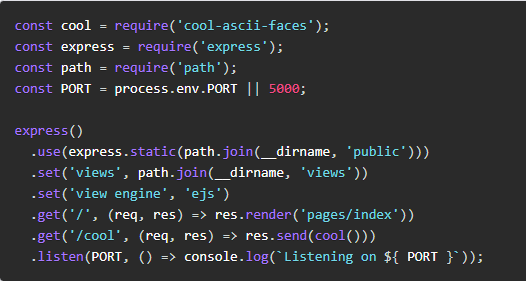 const cool = require('cool-ascii-faces');
const express = require('express');
const path = require('path');
const PORT = process.env.PORT || 5000;

express()
  .use(express.static(path.join(__dirname, 'public')))
  .set('views', path.join(__dirname, 'views'))
  .set('view engine', 'ejs')
  .get('/', (req, res) => res.render('pages/index'))
  .get('/cool', (req, res) => res.send(cool()))
  .listen(PORT, () => console.log(`Listening on ${ PORT }`));